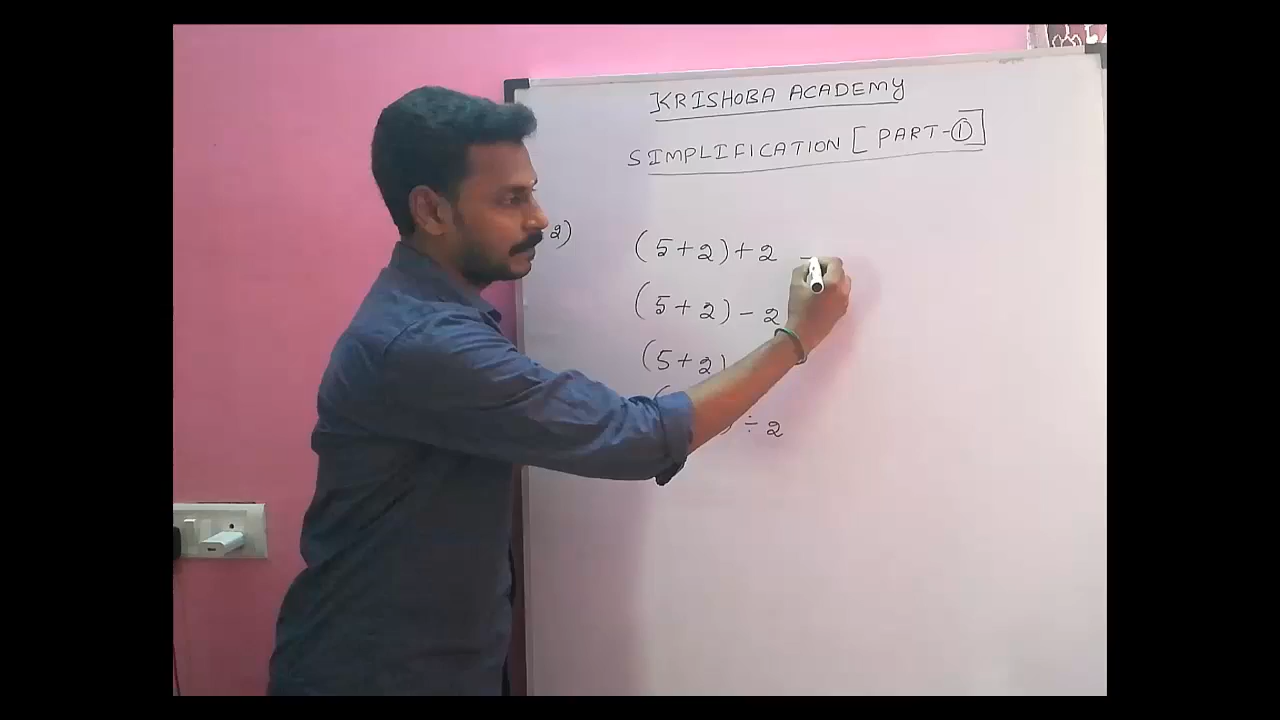 KRISHOBA ACADEMY
SIMPLIFICATION [ PART-①]
2) (5+2)+2
(5+2)-2
(5+2)
÷ 2